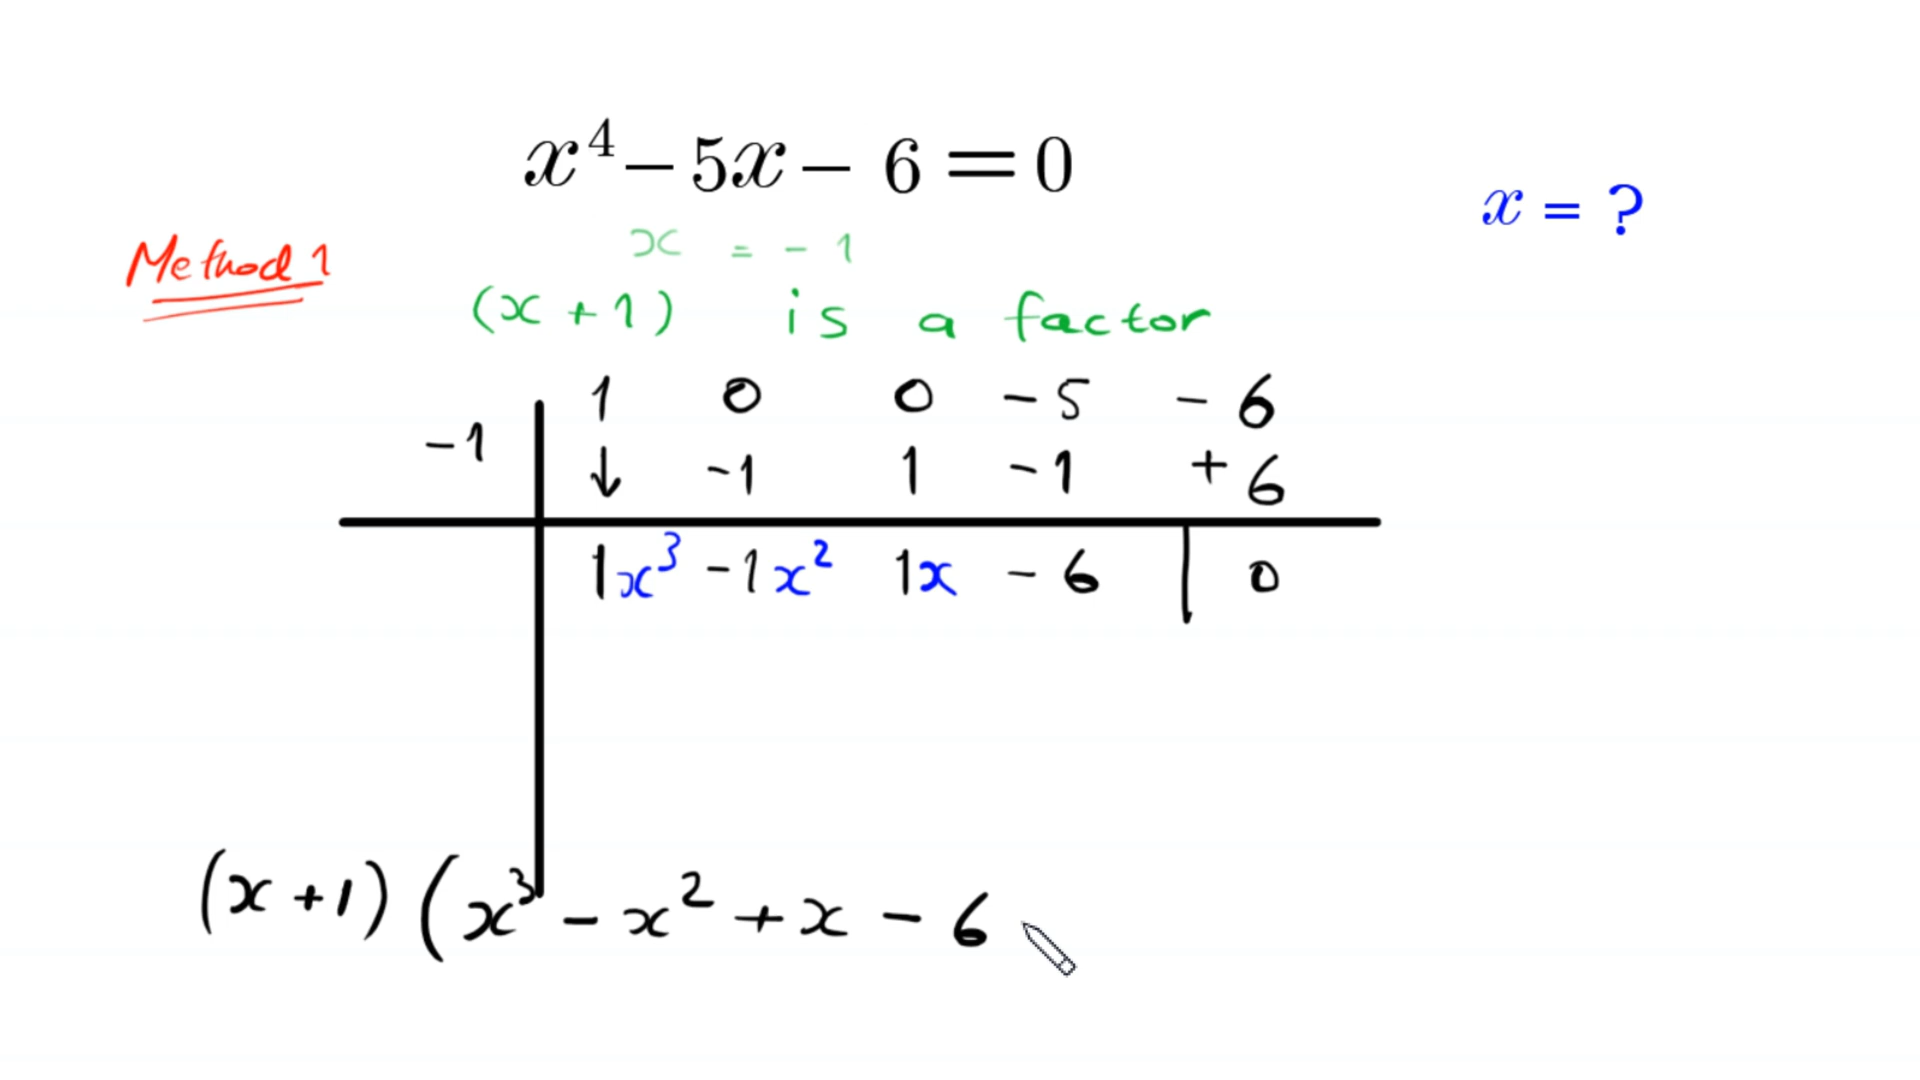 x⁴ − 5x − 6 = 0
x = ?
x = - 1
Method 1
(x + 1) is a factor
1 0 0 - 5 - 6
- 1
↓ - 1 1 - 1 + 6
1x³ - 1x² 1x - 6 | 0
(x + 1) (x³ - x² + x - 6